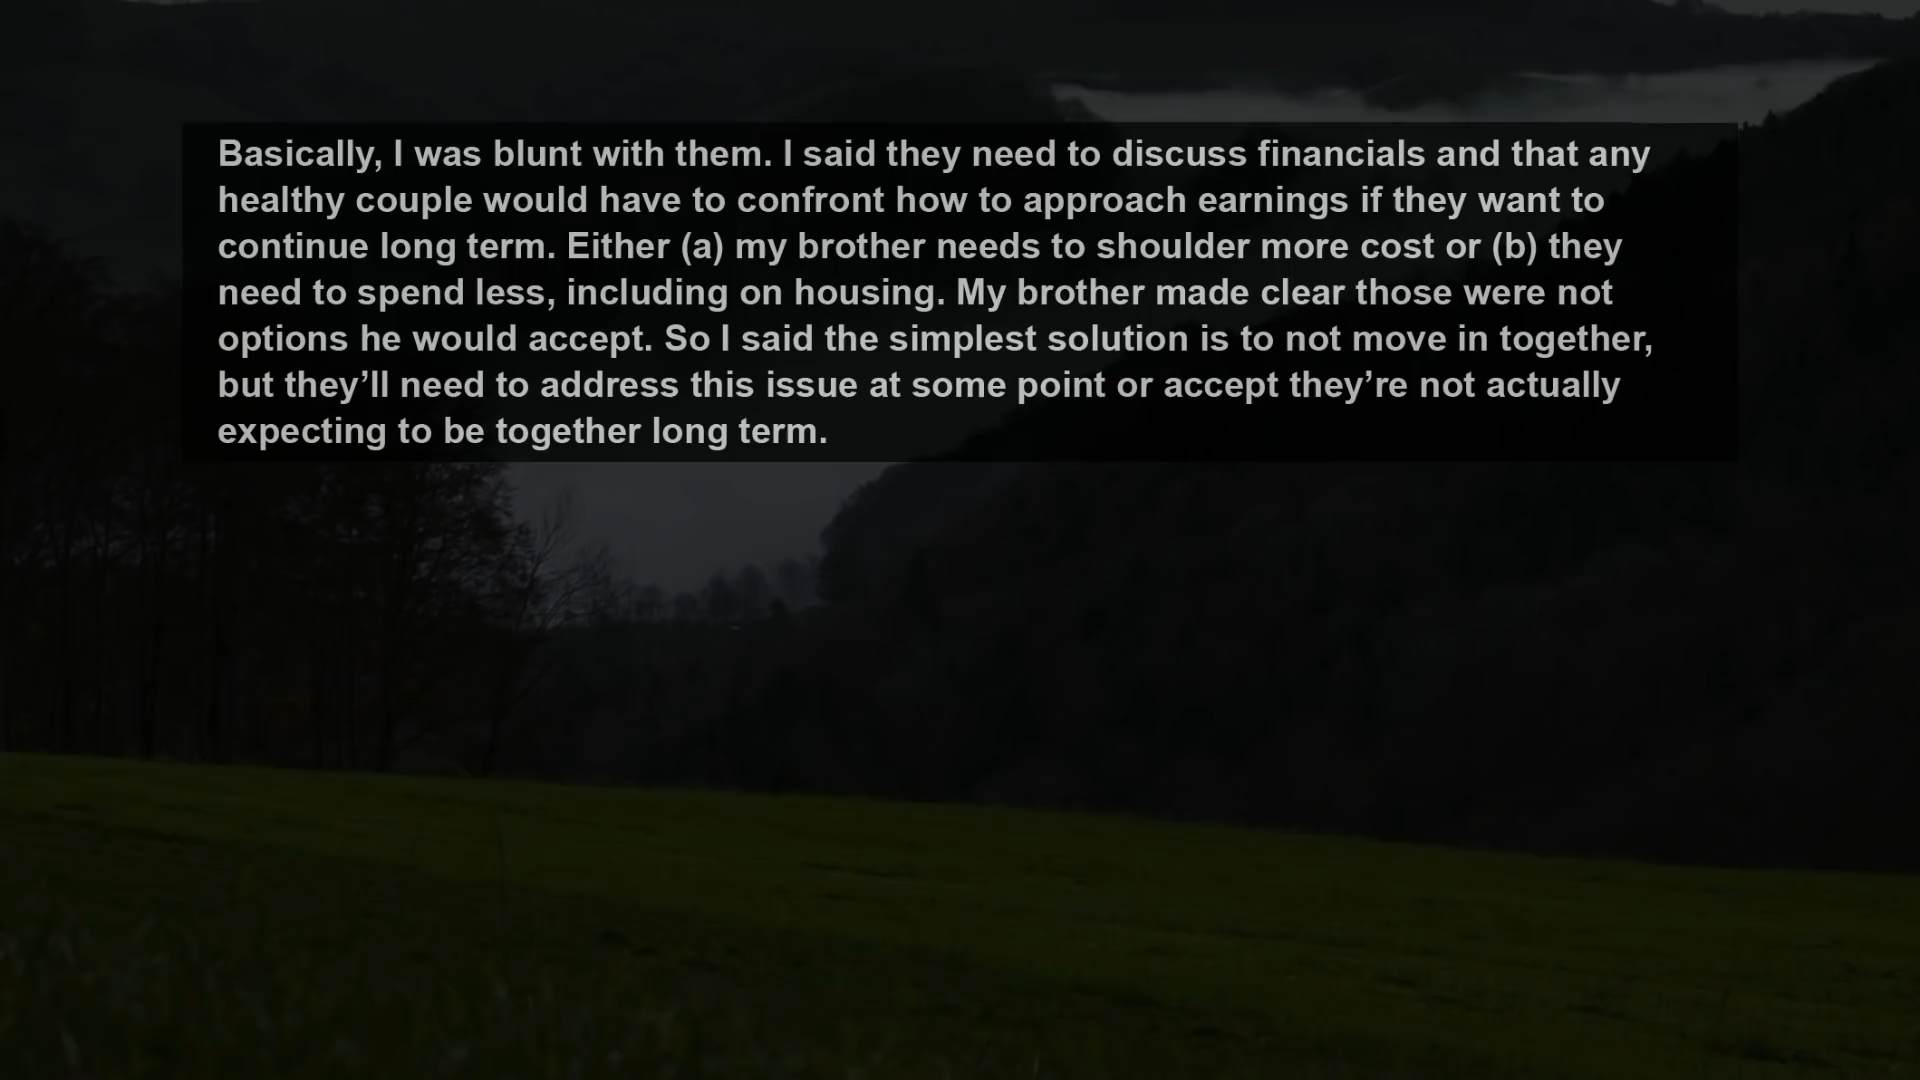 Basically, I was blunt with them. I said they need to discuss financials and that any
healthy couple would have to confront how to approach earnings if they want to
continue long term. Either (a) my brother needs to shoulder more cost or (b) they
need to spend less, including on housing. My brother made clear those were not
options he would accept. So I said the simplest solution is to not move in together,
but they’ll need to address this issue at some point or accept they’re not actually
expecting to be together long term.